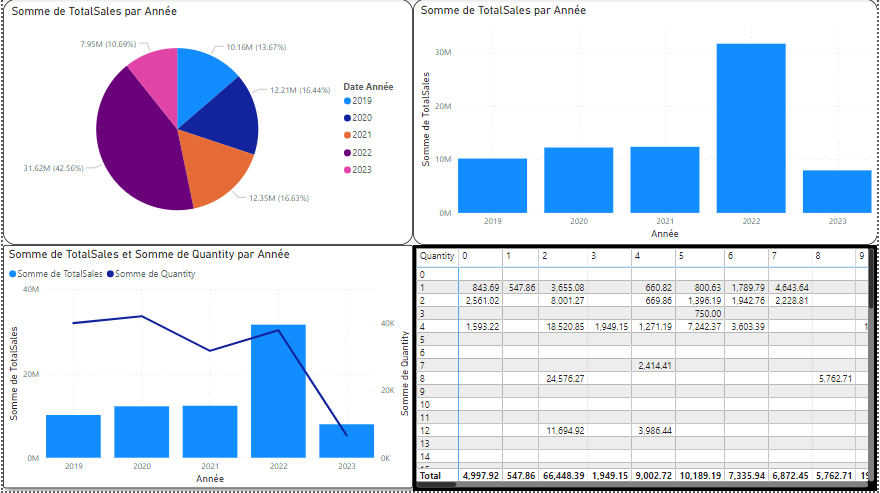 Somme de TotalSales par Année
7.95M (10.69%)
10.16M (13.67%)
12.21M (16.44%)
31.62M (42.56%)
12.35M (16.63%)
Date Année
2019
2020
2021
2022
2023
Somme de TotalSales par Année
Somme de TotalSales
30M
20M
10M
0M
2019 2020 2021 2022 2023
Année
Somme de TotalSales et Somme de Quantity par Année
Somme de TotalSales Somme de Quantity
Somme de TotalSales
40M
20M
0M
40K
20K
0K
Somme de Quantity
2019 2020 2021 2022 2023
Année
Quantity 0 1 2 3 4 5 6 7 8 9
0
1 843.69 547.86 3,655.08 660.82 800.63 1,789.79 4,643.64
2 2,561.02 8,001.27 669.86 1,396.19 1,942.76 2,228.81
3 750.00
4 1,593.22 18,520.85 1,949.15 1,271.19 7,242.37 3,603.39
5
6
7 2,414.41
8 24,576.27 5,762.71
9
10
11
12 11,694.92 3,986.44
13
14
Total 4,997.92 547.86 66,448.39 1,949.15 9,002.72 10,189.19 7,335.94 6,872.45 5,762.71